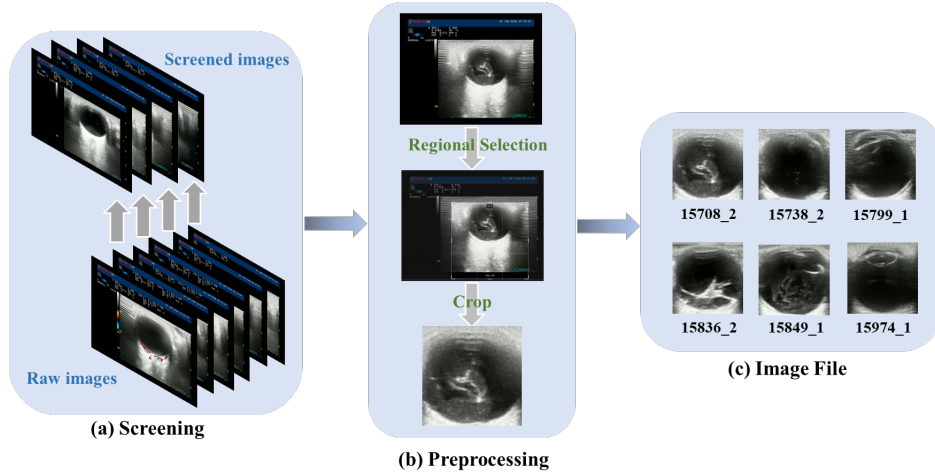 Screened images
Raw images
(a) Screening
Regional Selection
Crop
(b) Preprocessing
15708_2
15738_2
15799_1
15836_2
15849_1
15974_1
(c) Image File